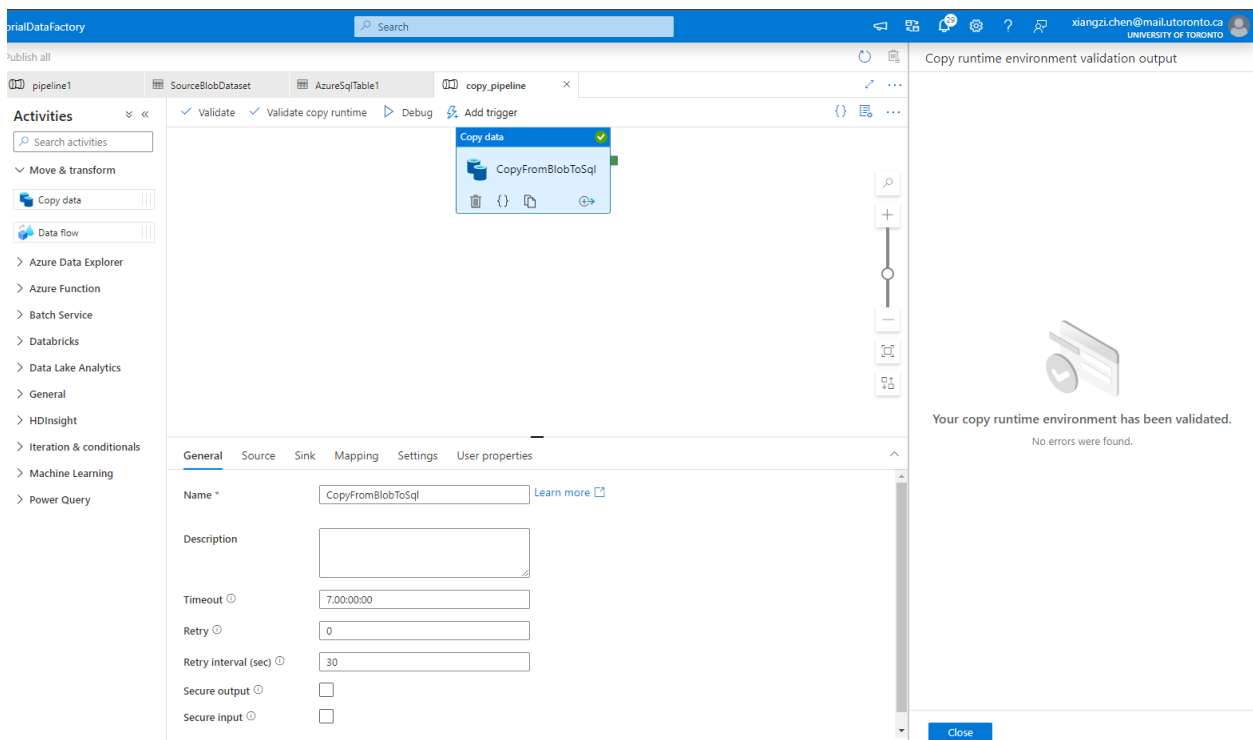 orialDataFactory
Search
29
xiangzi.chen@mail.utoronto.ca
UNIVERSITY OF TORONTO
Publish all
Copy runtime environment validation output
pipeline1
SourceBlobDataset
AzureSqlTable1
copy_pipeline
Activities
Validate
Validate copy runtime
Debug
Add trigger
Search activities
Move & transform
Copy data
Data flow
Azure Data Explorer
Azure Function
Batch Service
Databricks
Data Lake Analytics
General
HDInsight
Iteration & conditionals
Machine Learning
Power Query
Copy data
CopyFromBlobToSql
General Source Sink Mapping Settings User properties
Name * CopyFromBlobToSql Learn more
Description
Timeout 7.00:00:00
Retry 0
Retry interval (sec) 30
Secure output
Secure input
Your copy runtime environment has been validated.
No errors were found.
Close